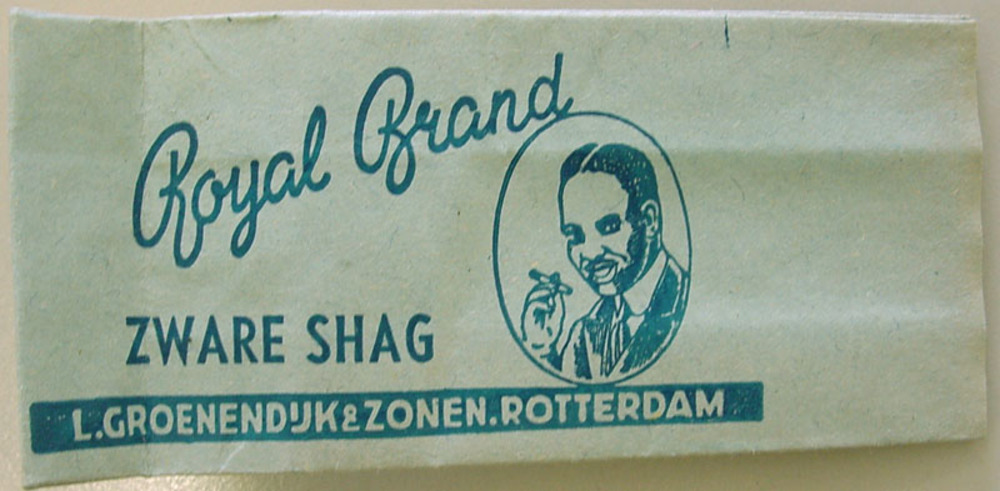 Royal Brand
ZWARE SHAG
L.GROENENDIJK & ZONEN.ROTTERDAM